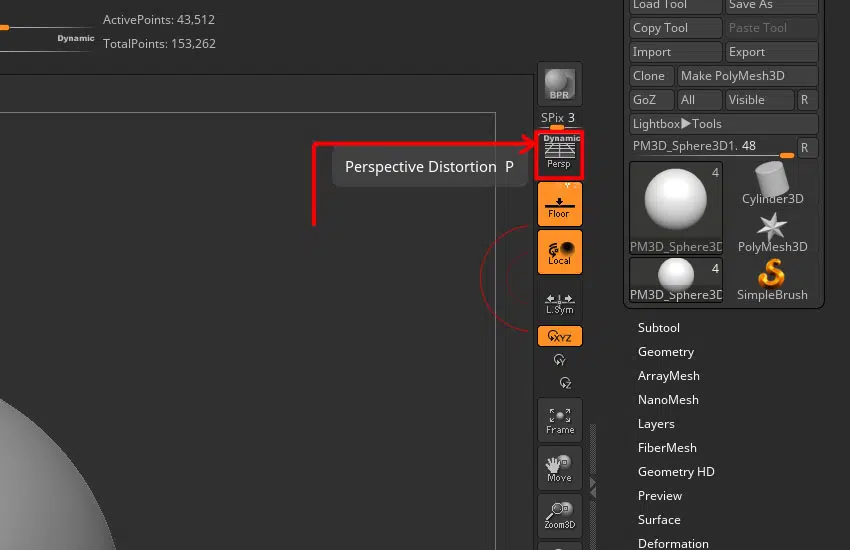 ActivePoints: 43,512
Dynamic
TotalPoints: 153,262
BPR
SPix 3
Dynamic
Persp
Perspective Distortion P
Floor
Local
L.Sym
XYZ
Y
Z
Frame
Move
Zoom3D
Load Tool
Save As
Copy Tool
Paste Tool
Import
Export
Clone
Make PolyMesh3D
GoZ
All
Visible
R
Lightbox▶Tools
PM3D_Sphere3D1. 48
R
4
PM3D_Sphere3D
Cylinder3D
PolyMesh3D
4
PM3D_Sphere3D
SimpleBrush
Subtool
Geometry
ArrayMesh
NanoMesh
Layers
FiberMesh
Geometry HD
Preview
Surface
Deformation